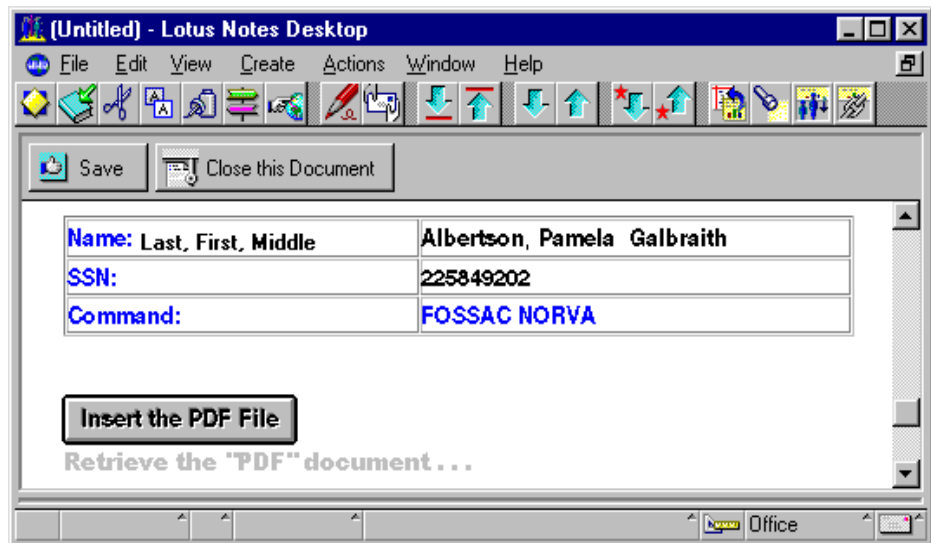 (Untitled) - Lotus Notes Desktop
File Edit View Create Actions Window Help
Save Close this Document
Name: Last, First, Middle Albertson, Pamela Galbraith
SSN: 225849202
Command: FOSSAC NORVA
Insert the PDF File
Retrieve the "PDF" document . . .
Office